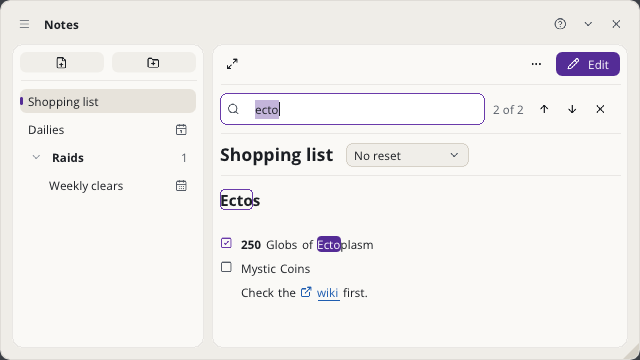 Notes
Edit
Shopping list
Dailies
Raids 1
Weekly clears
ecto
2 of 2
Shopping list
No reset
Ectos
250 Globs of Ectoplasm
Mystic Coins
Check the wiki first.